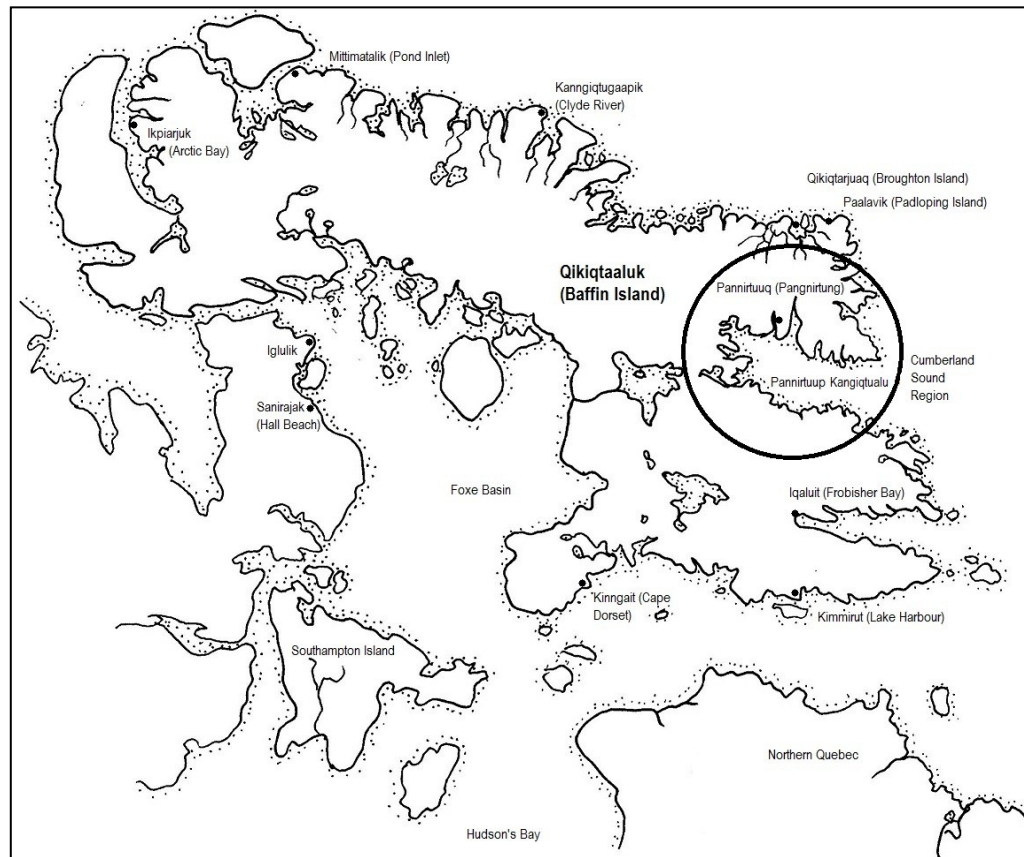 Mittimatalik (Pond Inlet)
Kanngiqtugaapik
(Clyde River)
Ikpiarjuk
(Arctic Bay)
Qikiqtarjuaq (Broughton Island)
Paalavik (Padloping Island)
Qikiqtaaluk
(Baffin Island)
Pannirtuuq (Pangnirtung)
Iglulik
Cumberland
Sound
Region
Pannirtuup Kangiqtualu
Sanirajak
(Hall Beach)
Foxe Basin
Iqaluit (Frobisher Bay)
Kinngait (Cape
Dorset)
Kimmirut (Lake Harbour)
Southampton Island
Northern Quebec
Hudson's Bay